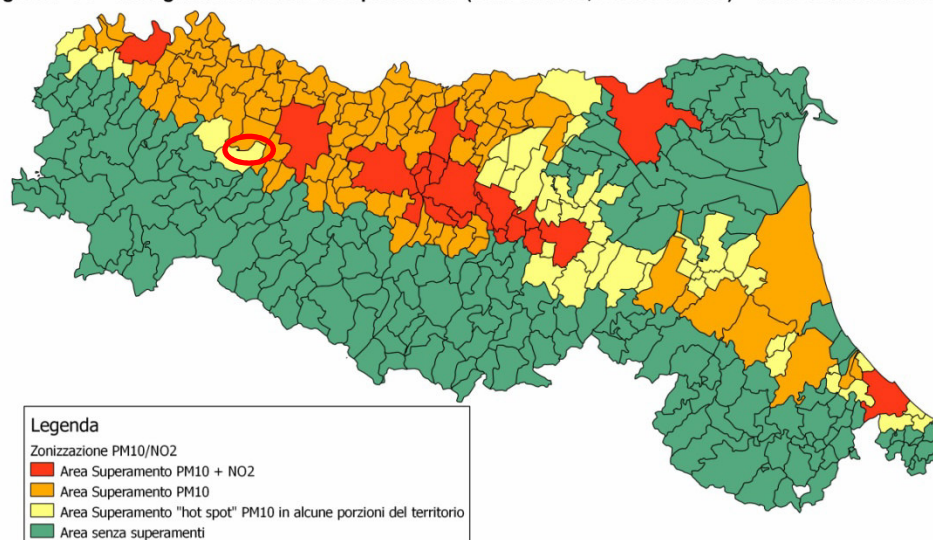 Legenda
Zonizzazione PM10/NO2
Area Superamento PM10 + NO2
Area Superamento PM10
Area Superamento "hot spot" PM10 in alcune porzioni del territorio
Area senza superamenti